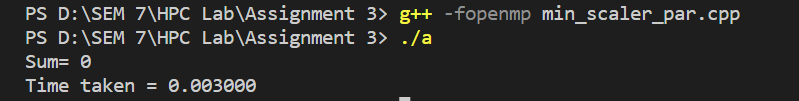 PS D:\SEM 7\HPC Lab\Assignment 3> g++ -fopenmp min_scaler_par.cpp
PS D:\SEM 7\HPC Lab\Assignment 3> ./a
Sum= 0
Time taken = 0.003000